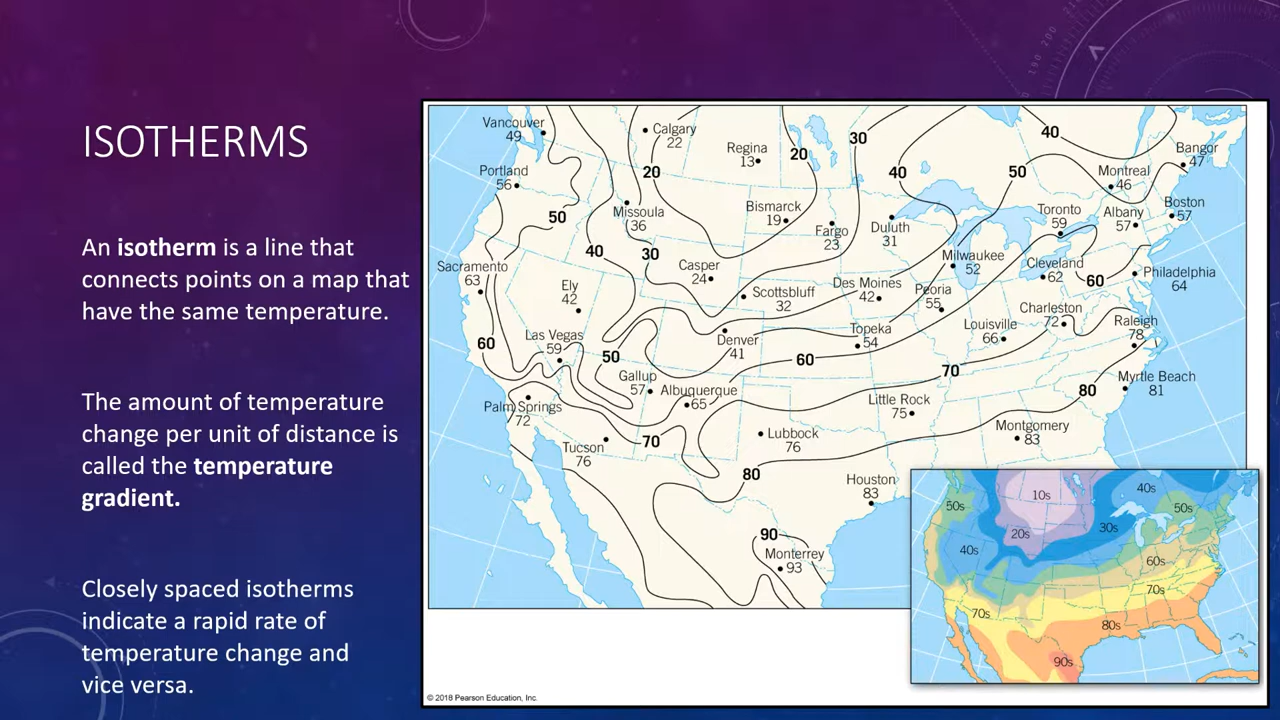 ISOTHERMS
An isotherm is a line that
connects points on a map that
have the same temperature.
The amount of temperature
change per unit of distance is
called the temperature
gradient.
Closely spaced isotherms
indicate a rapid rate of
temperature change and
vice versa.
Vancouver
49
Calgary
22
Regina
13
20
30
40
Bangor
47
Portland
56
20
40
50
Montreal
46
50
Missoula
36
Bismarck
19
Fargo
23
Duluth
31
Toronto
59
Albany
57
Boston
57
40
30
Sacramento
63
Casper
24
Milwaukee
52
Cleveland
62
60
Philadelphia
64
Ely
42
Scottsbluff
32
Des Moines
42
Peoria
55
Charleston
72
Raleigh
78
Las Vegas
59
60
50
Denver
41
Topeka
54
60
Louisville
66
70
Gallup
57
Albuquerque
65
Little Rock
75
80
Myrtle Beach
81
Palm Springs
72
Tucson
76
70
Lubbock
76
Montgomery
83
80
Houston
83
90
Monterrey
93
10s
40s
50s
50s
20s
30s
40s
60s
70s
70s
80s
90s
© 2018 Pearson Education, Inc.
190 200